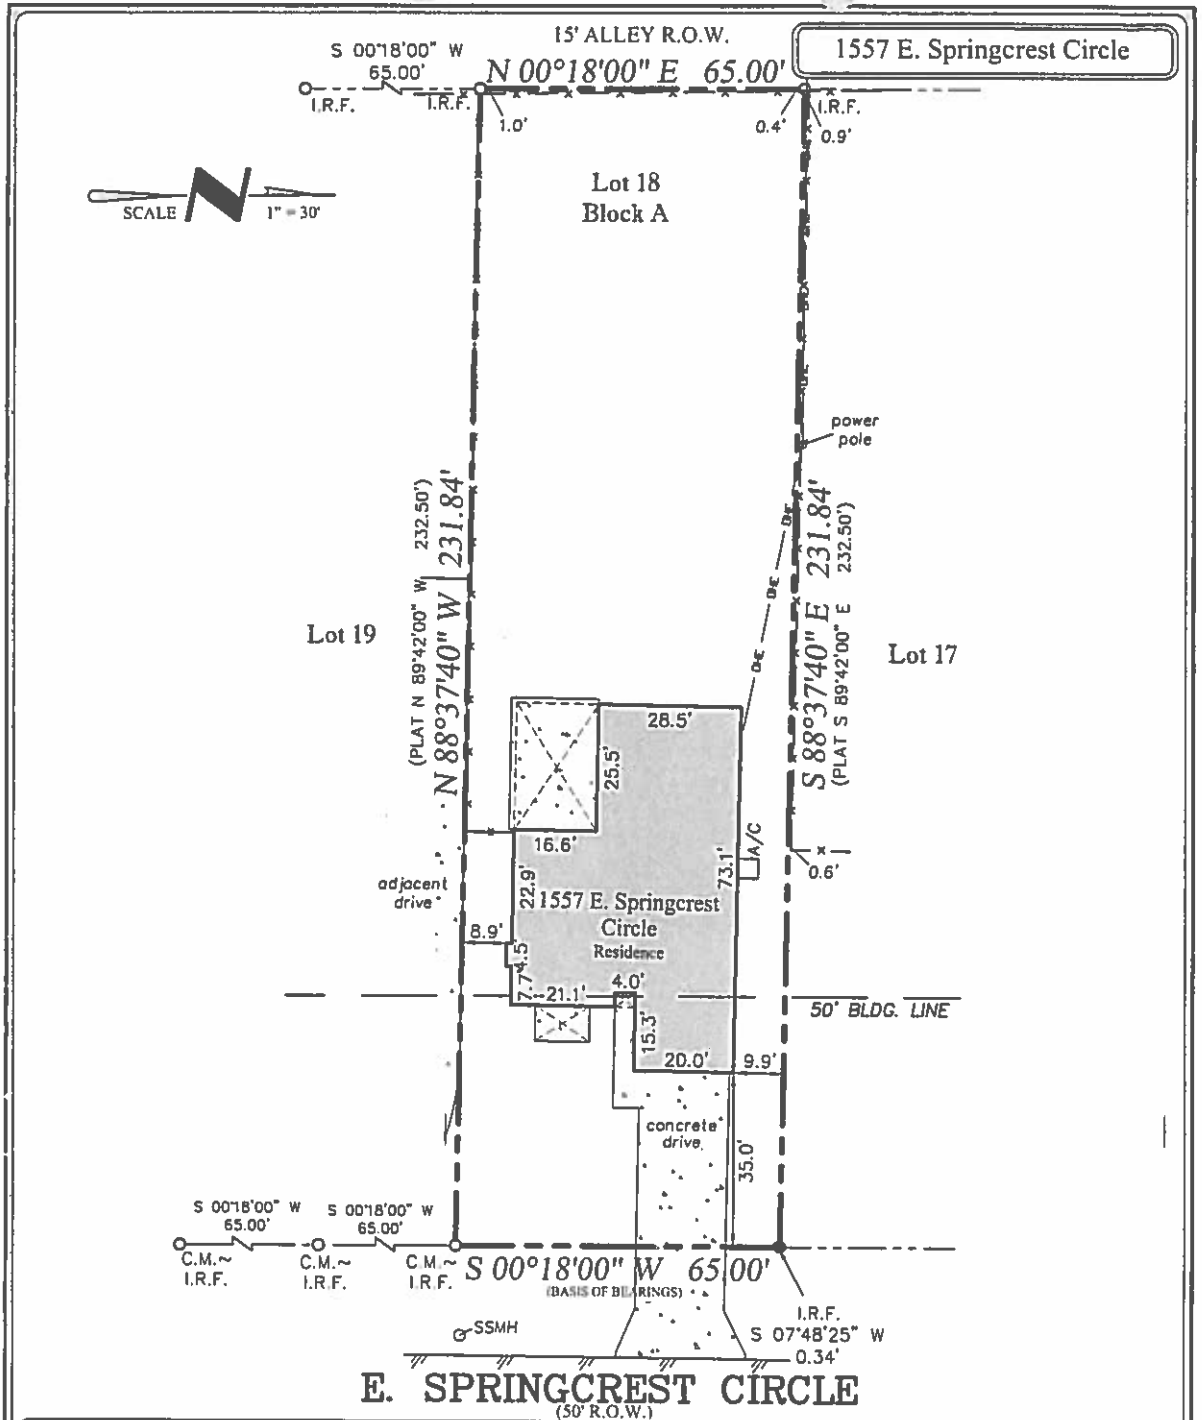 1557 E. Springcrest Circle
15' ALLEY R.O.W.
S 00°18'00" W
65.00'
N 00°18'00" E 65.00'
I.R.F.
I.R.F.
I.R.F.
1.0'
0.4'
0.9'
SCALE
N
1" = 30'
Lot 18
Block A
power
pole
(PLAT N 89°42'00" W 232.50')
N 88°37'40" W 231.84'
S 88°37'40" E 231.84'
(PLAT S 89°42'00" E 232.50')
OHE
OHE
OHE
Lot 19
Lot 17
28.5'
25.5'
16.6'
22.9'
73.1'
A/C
0.6'
adjacent
drive
1557 E. Springcrest
Circle
Residence
8.9'
4.5'
7.7'
21.1'
4.0'
50' BLDG. LINE
15.3'
20.0'
9.9'
concrete
drive
35.0'
S 00°18'00" W
65.00'
S 00°18'00" W
65.00'
C.M.~
I.R.F.
C.M.~
I.R.F.
C.M.~
I.R.F.
S 00°18'00" W 65.00'
(BASIS OF BEARINGS)
I.R.F.
S 07°48'25" W
0.34'
SSMH
E. SPRINGCREST CIRCLE
(50' R.O.W.)